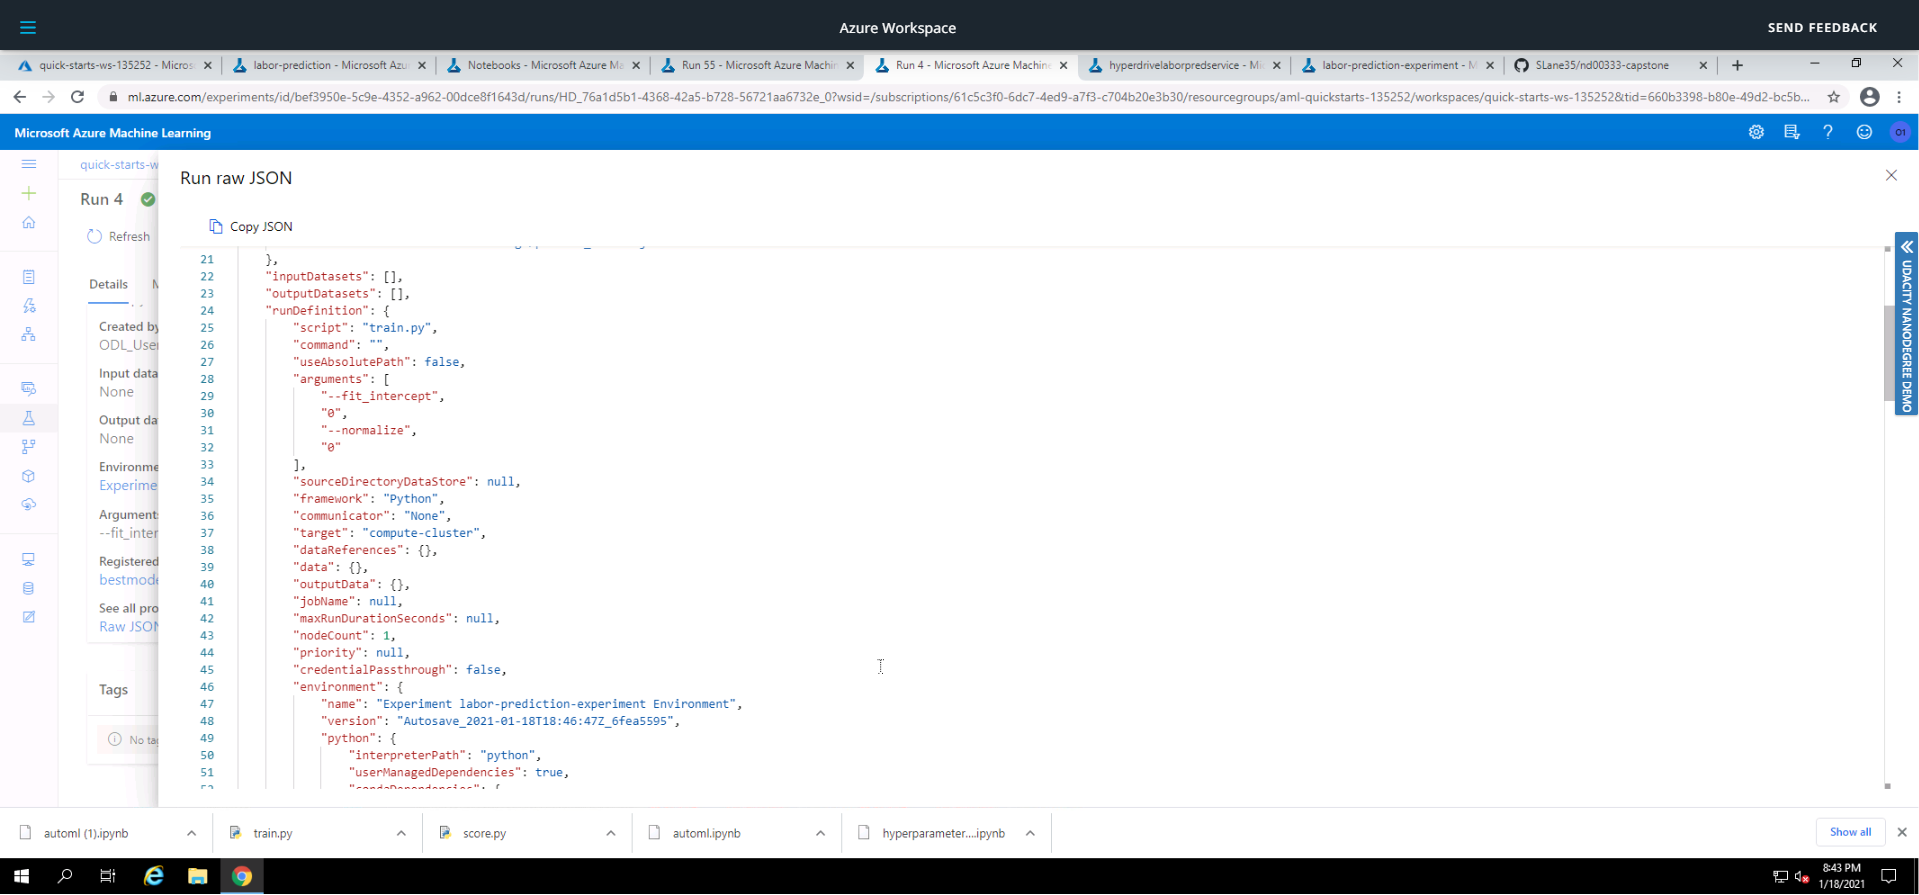 Azure Workspace
SEND FEEDBACK
quick-starts-ws-135252 - Micros
labor-prediction - Microsoft Azu
Notebooks - Microsoft Azure Ma
Run 55 - Microsoft Azure Machin
Run 4 - Microsoft Azure Machine
hyperdrivelaborpredservice - Mi
labor-prediction-experiment - M
SLane35/nd00333-capstone
ml.azure.com/experiments/id/bef3950e-5c9e-4352-a962-00dce8f1643d/runs/HD_76a1d5b1-4368-42a5-b728-56721aa6732e_0?wsid=/subscriptions/61c5c3f0-6dc7-4ed9-a7f3-c704b20e3b30/resourcegroups/aml-quickstarts-135252/workspaces/quick-starts-ws-135252&tid=660b3398-b80e-49d2-bc5b...
Microsoft Azure Machine Learning
O1
quick-starts-w
Run 4
Refresh
Details
Created by
ODL_User
Input data
None
Output da
None
Environme
Experime
Argument
--fit_inter
Registered
bestmode
See all pro
Raw JSON
Tags
No ta
Run raw JSON
Copy JSON
21 },
22 "inputDatasets": [],
23 "outputDatasets": [],
24 "runDefinition": {
25 "script": "train.py",
26 "command": "",
27 "useAbsolutePath": false,
28 "arguments": [
29 "--fit_intercept",
30 "0",
31 "--normalize",
32 "0"
33 ],
34 "sourceDirectoryDataStore": null,
35 "framework": "Python",
36 "communicator": "None",
37 "target": "compute-cluster",
38 "dataReferences": {},
39 "data": {},
40 "outputData": {},
41 "jobName": null,
42 "maxRunDurationSeconds": null,
43 "nodeCount": 1,
44 "priority": null,
45 "credentialPassthrough": false,
46 "environment": {
47 "name": "Experiment labor-prediction-experiment Environment",
48 "version": "Autosave_2021-01-18T18:46:47Z_6fea5595",
49 "python": {
50 "interpreterPath": "python",
51 "userManagedDependencies": true,
52 "condaDependencies": {
UDACITY NANODEGREE DEMO
automl (1).ipynb
train.py
score.py
automl.ipynb
hyperparameter....ipynb
Show all
8:43 PM
1/18/2021